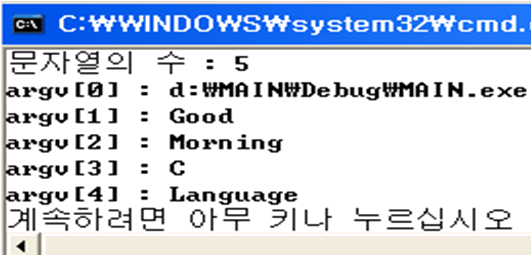 C:₩WINDOWS₩system32₩cmd.
문자열의 수 : 5
argv[0] : d:₩MAIN₩Debug₩MAIN.exe
argv[1] : Good
argv[2] : Morning
argv[3] : C
argv[4] : Language
계속하려면 아무 키나 누르십시오